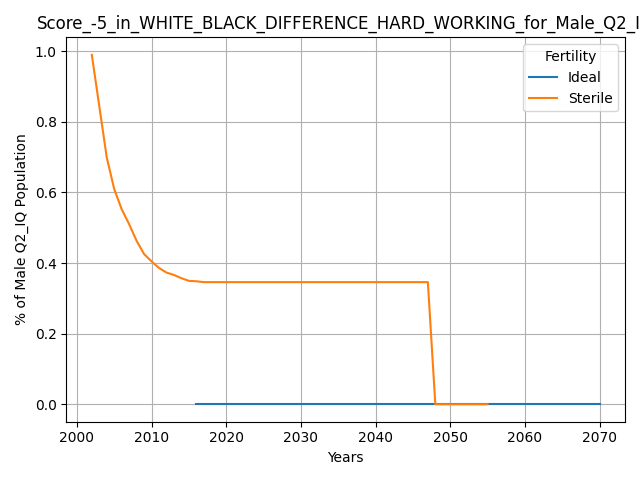 Score_-5_in_WHITE_BLACK_DIFFERENCE_HARD_WORKING_for_Male_Q2_I
Fertility
Ideal
Sterile
% of Male Q2_IQ Population
1.0
0.8
0.6
0.4
0.2
0.0
2000 2010 2020 2030 2040 2050 2060 2070
Years